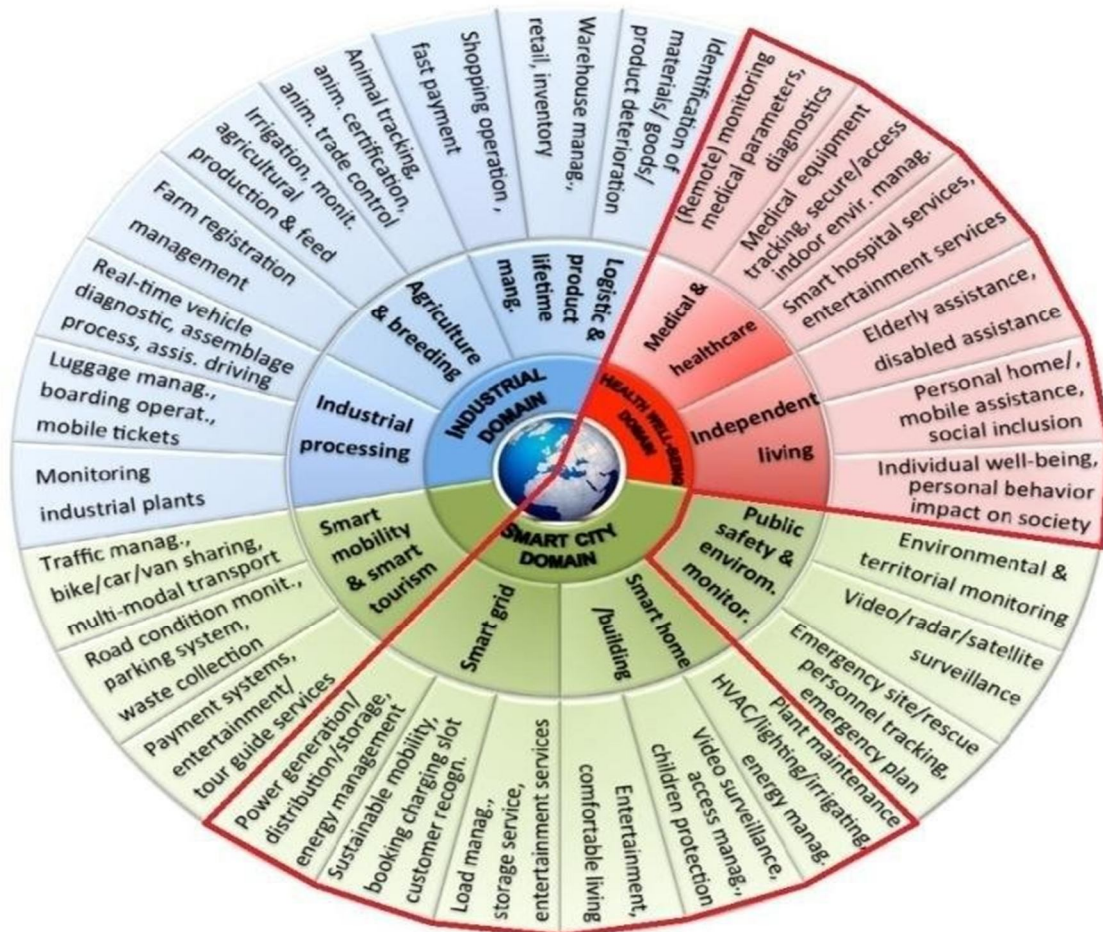 INDUSTRIAL
DOMAIN
HEALTH WELL-BEING
DOMAIN
SMART CITY
DOMAIN
Logistic &
product
lifetime
mang.
Agriculture
& breeding
Industrial
processing
Medical &
healthcare
Independent
living
Public
safety &
environ.
monitor.
Smart home
/building
Smart grid
Smart
mobility
& smart
tourism
Identification of
materials/ goods/
product deterioration
Warehouse manag.,
retail, inventory
Shopping operation ,
fast payment
Animal tracking,
anim. certification,
anim. trade control
Irrigation, monit.
agricultural
production & feed
Farm registration
management
Real-time vehicle
diagnostic, assemblage
process, assis. driving
Luggage manag.,
boarding operat.,
mobile tickets
Monitoring
industrial plants
(Remote) monitoring
medical parameters,
diagnostics
Medical equipment
tracking, secure/access
indoor envir. manag.
Smart hospital services,
entertainment services
Elderly assistance,
disabled assistance
Personal home/,
mobile assistance,
social inclusion
Individual well-being,
personal behavior
impact on society
Environmental &
territorial monitoring
Video/radar/satellite
surveillance
Emergency site/rescue
personnel tracking,
emergency plan
Plant maintenance
HVAC/lighting/irrigating,
energy manag.
Video surveillance,
access manag.,
children protection
Entertainment,
comfortable living
Load manag.,
storage service,
entertainment services
Sustainable mobility,
booking charging slot
customer recogn.
Power generation/
distribution/storage,
energy management
Payment systems,
entertainment/
tour guide services
Road condition monit.,
parking system,
waste collection
Traffic manag.,
bike/car/van sharing,
multi-modal transport